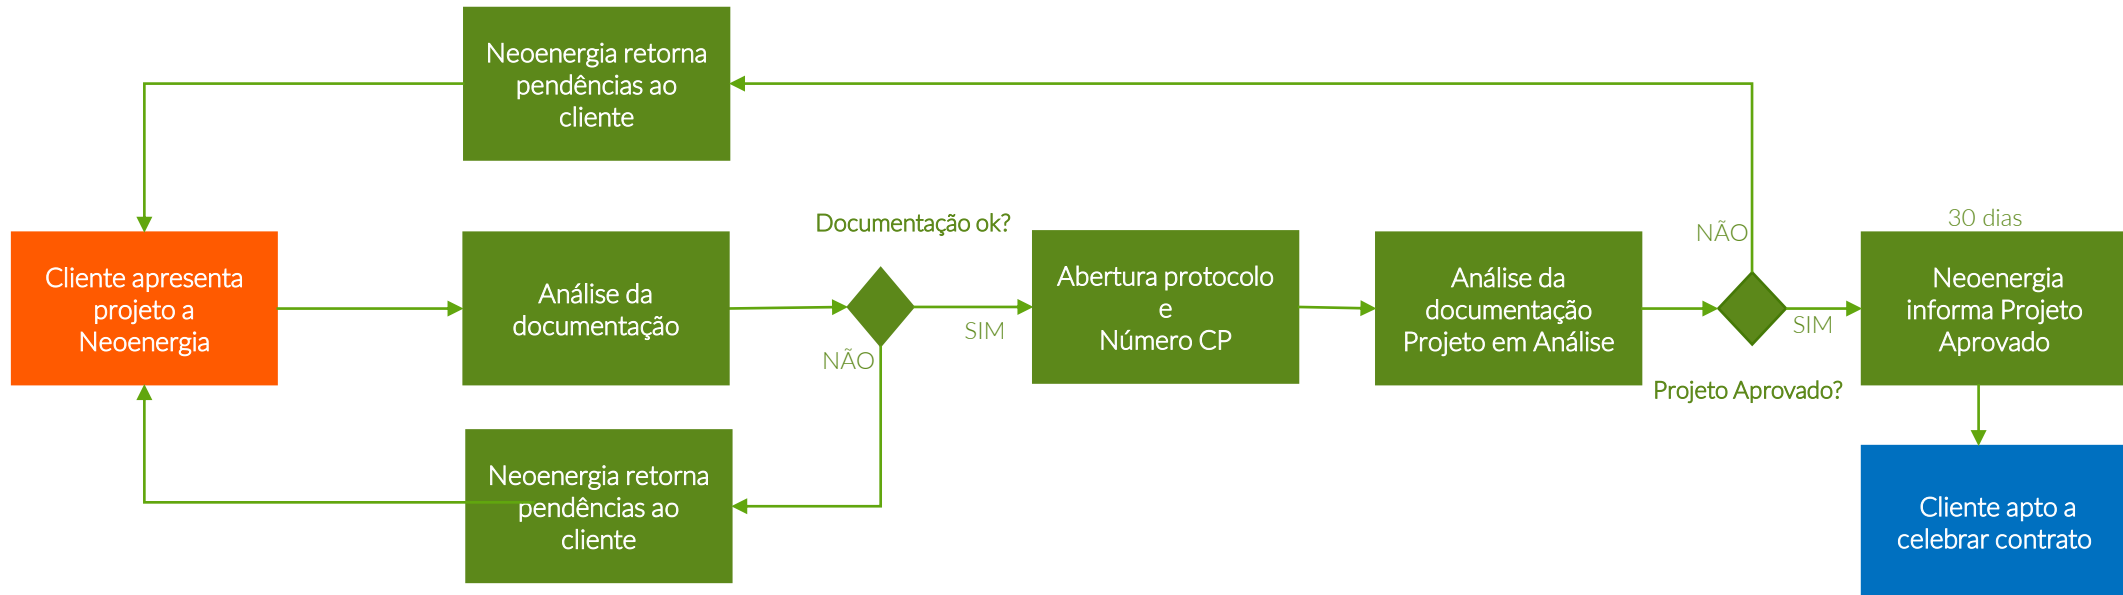 Neoenergia retorna
pendências ao
cliente
Cliente apresenta
projeto a
Neoenergia
Análise da
documentação
Documentação ok?
NÃO
SIM
Neoenergia retorna
pendências ao
cliente
Abertura protocolo
e
Número CP
Análise da
documentação
Projeto em Análise
NÃO
SIM
Projeto Aprovado?
30 dias
Neoenergia
informa Projeto
Aprovado
Cliente apto a
celebrar contrato